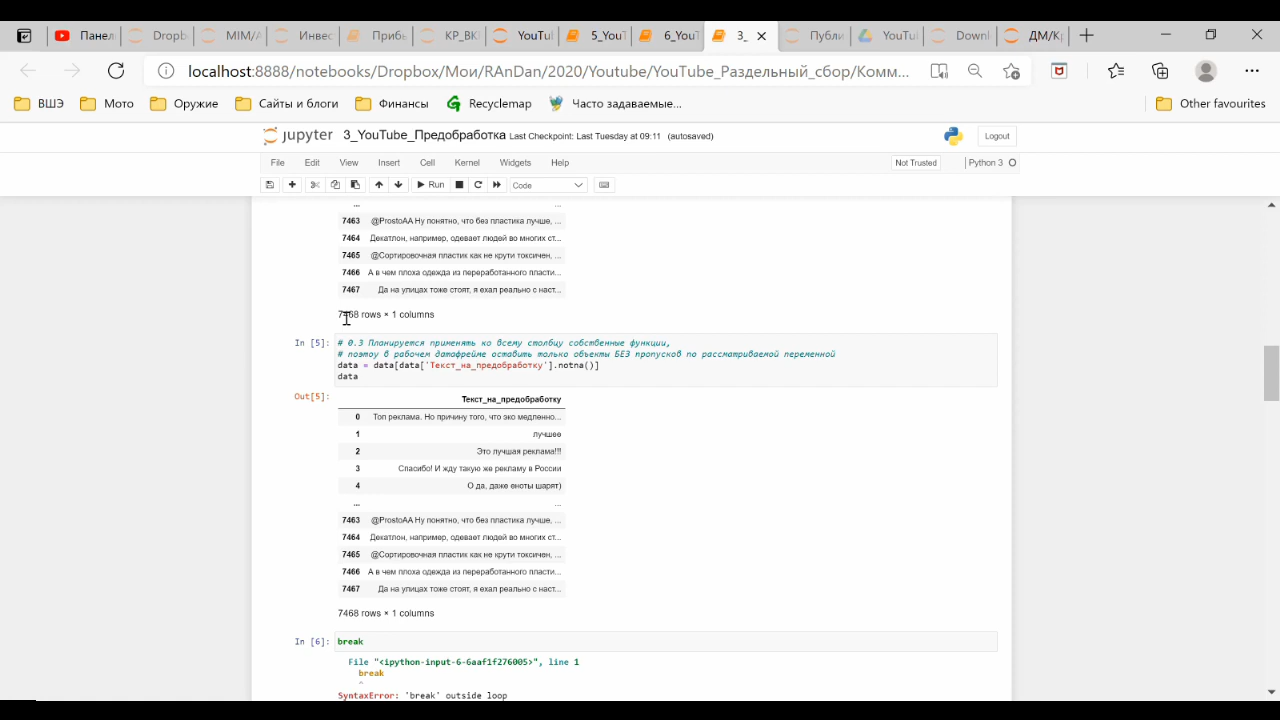 Панел
Dropb
MIM/A
Инвес
Прибы
КР_ВК
YouTul
5_YouT
6_YouT
3_
Публи
YouTu
Downl
ДМ/Кр
localhost:8888/notebooks/Dropbox/Мои/RAnDan/2020/Youtube/YouTube_Раздельный_сбор/Комм...
ВШЭ Мото Оружие Сайты и блоги Финансы Recyclemap Часто задаваемые... Other favourites
jupyter 3_YouTube_Предобработка Last Checkpoint: Last Tuesday at 09:11 (autosaved) Logout
File Edit View Insert Cell Kernel Widgets Help Not Trusted Python 3
Run Code
... ...
7463 @ProstoAA Ну понятно, что без пластика лучше, ...
7464 Декатлон, например, одевает людей во многих ст...
7465 @Сортировочная пластик как не крути токсичен, ...
7466 А в чем плоха одежда из переработанного пласти...
7467 Да на улицах тоже стоят, я ехал реально с наст...
7468 rows × 1 columns
In [5]: # 0.3 Планируется применять ко всему столбцу собственные функции,
# поэтоу в рабочем датафрейме оставить только объекты БЕЗ пропусков по рассматриваемой переменной
data = data[data['Текст_на_предобработку'].notna()]
data
Out[5]: Текст_на_предобработку
0 Топ реклама. Но причину того, что эко медленно...
1 лучшее
2 Это лучшая реклама!!!
3 Спасибо! И жду такую же рекламу в России
4 О да, даже еноты шарят)
... ...
7463 @ProstoAA Ну понятно, что без пластика лучше, ...
7464 Декатлон, например, одевает людей во многих ст...
7465 @Сортировочная пластик как не крути токсичен, ...
7466 А в чем плоха одежда из переработанного пласти...
7467 Да на улицах тоже стоят, я ехал реально с наст...
7468 rows × 1 columns
In [6]: break
File "<ipython-input-6-6aaf1f276005>", line 1
break
^
SyntaxError: 'break' outside loop